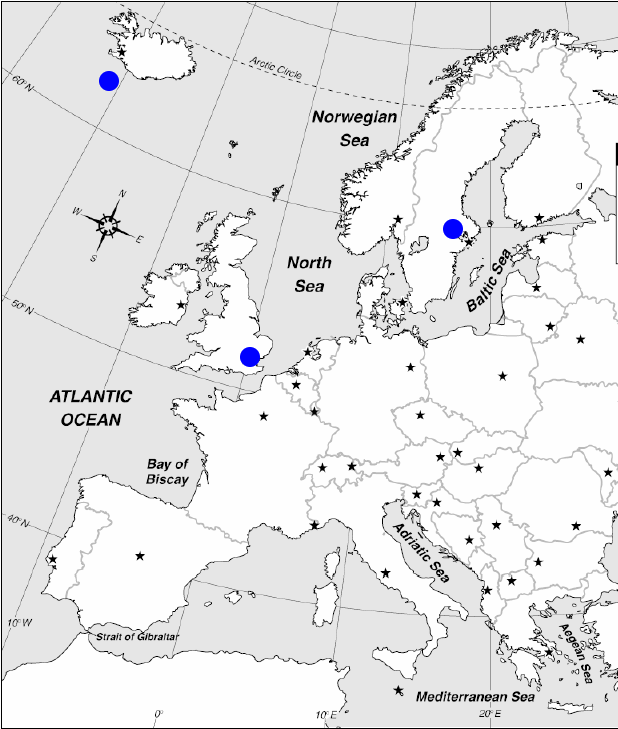 Arctic Circle
60°N
Norwegian
Sea
N
W
E
S
North
Sea
Baltic Sea
50°N
ATLANTIC
OCEAN
Bay of
Biscay
40°N
Adriatic Sea
10°W
Strait of Gibraltar
Aegean Sea
Mediterranean Sea
0°
10°E
20°E